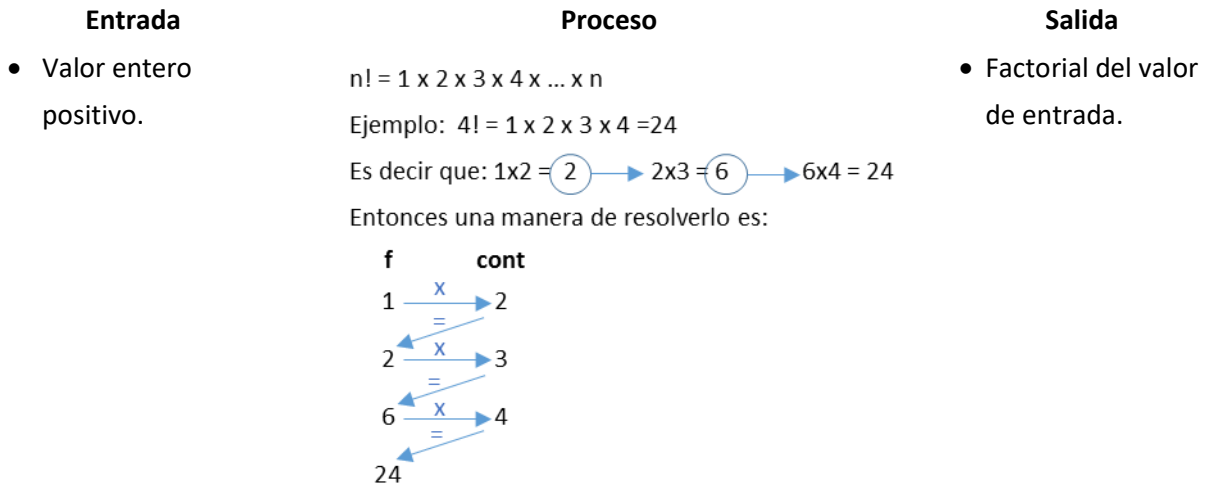 Entrada
Proceso
Salida
• Valor entero
positivo.
n! = 1 x 2 x 3 x 4 x ... x n
Ejemplo: 4! = 1 x 2 x 3 x 4 =24
Es decir que: 1x2 = 2 → 2x3 = 6 → 6x4 = 24
Entonces una manera de resolverlo es:
f cont
1 x 2
=
2 x 3
=
6 x 4
=
24
• Factorial del valor
de entrada.